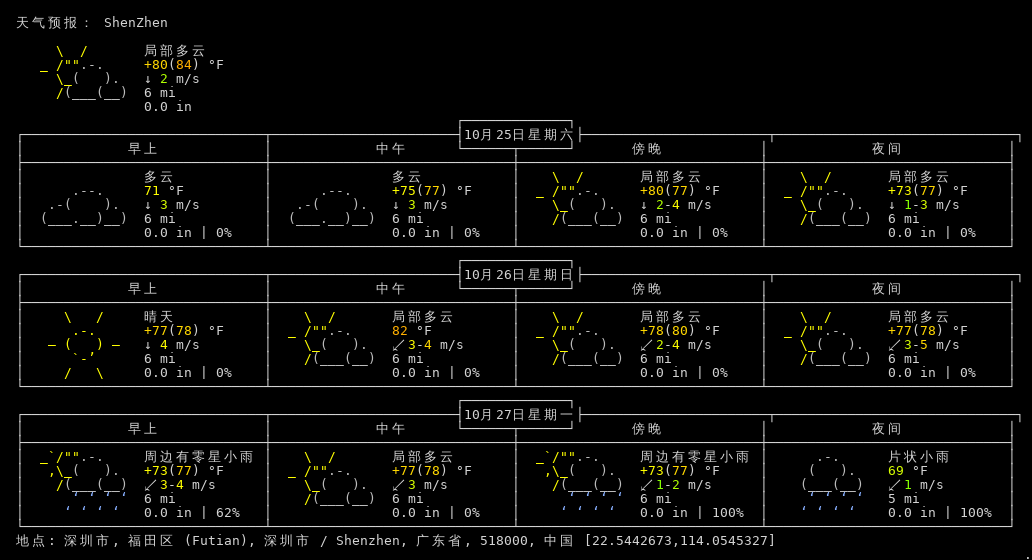 天气预报： ShenZhen
局部多云
+80(84) °F
↓ 2 m/s
6 mi
0.0 in
10月25日星期六
早上 中午 傍晚 夜间
多云 多云 局部多云 局部多云
71 °F +75(77) °F +80(77) °F +73(77) °F
↓ 3 m/s ↓ 3 m/s ↓ 2-4 m/s ↓ 1-3 m/s
6 mi 6 mi 6 mi 6 mi
0.0 in | 0% 0.0 in | 0% 0.0 in | 0% 0.0 in | 0%
10月26日星期日
早上 中午 傍晚 夜间
晴天 局部多云 局部多云 局部多云
+77(78) °F 82 °F +78(80) °F +77(78) °F
↓ 4 m/s ↙ 3-4 m/s ↙ 2-4 m/s ↙ 3-5 m/s
6 mi 6 mi 6 mi 6 mi
0.0 in | 0% 0.0 in | 0% 0.0 in | 0% 0.0 in | 0%
10月27日星期一
早上 中午 傍晚 夜间
周边有零星小雨 局部多云 周边有零星小雨 片状小雨
+73(77) °F +77(78) °F +73(77) °F 69 °F
↙ 3-4 m/s ↙ 3 m/s ↙ 1-2 m/s ↙ 1 m/s
6 mi 6 mi 6 mi 5 mi
0.0 in | 62% 0.0 in | 0% 0.0 in | 100% 0.0 in | 100%
地点: 深圳市, 福田区 (Futian), 深圳市 / Shenzhen, 广东省, 518000, 中国 [22.5442673,114.0545327]